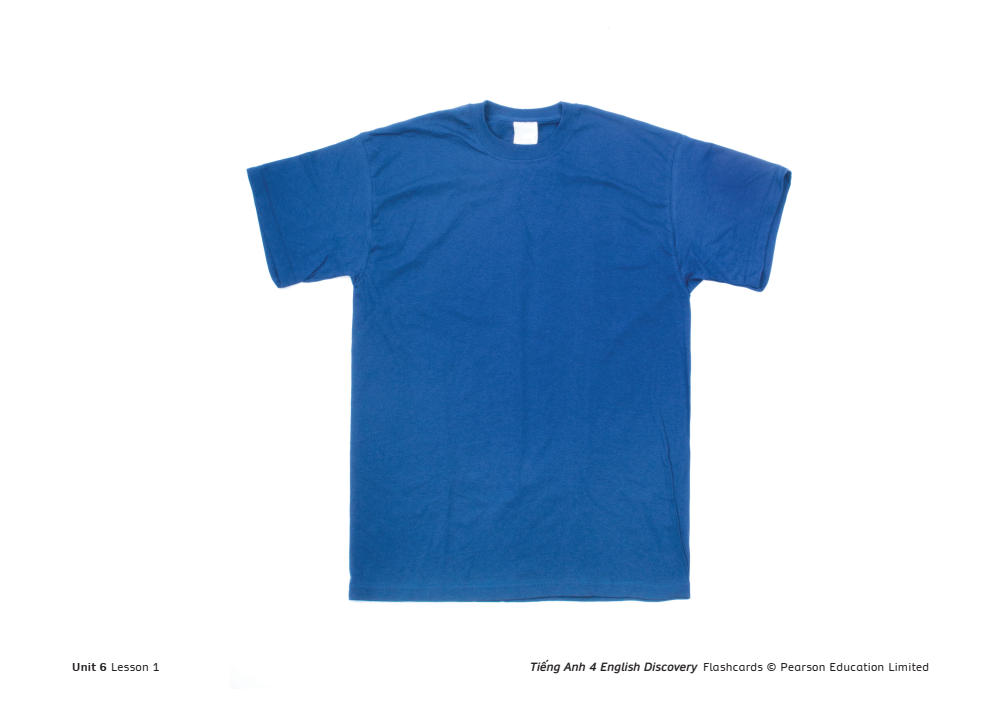 Unit 6 Lesson 1
Tiếng Anh 4 English Discovery Flashcards © Pearson Education Limited